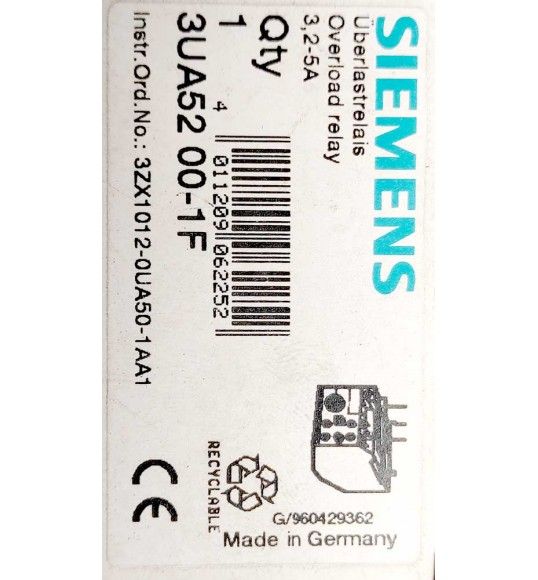 SIEMENS
Überlastrelais
Overload relay
3,2-5A
Qty
1
4 011209 062252
3UA52 00-1F
Instr.Ord.No.: 3ZX1012-0UA50-1AA1
RECYCLABLE
CE
G/960429362
Made in Germany